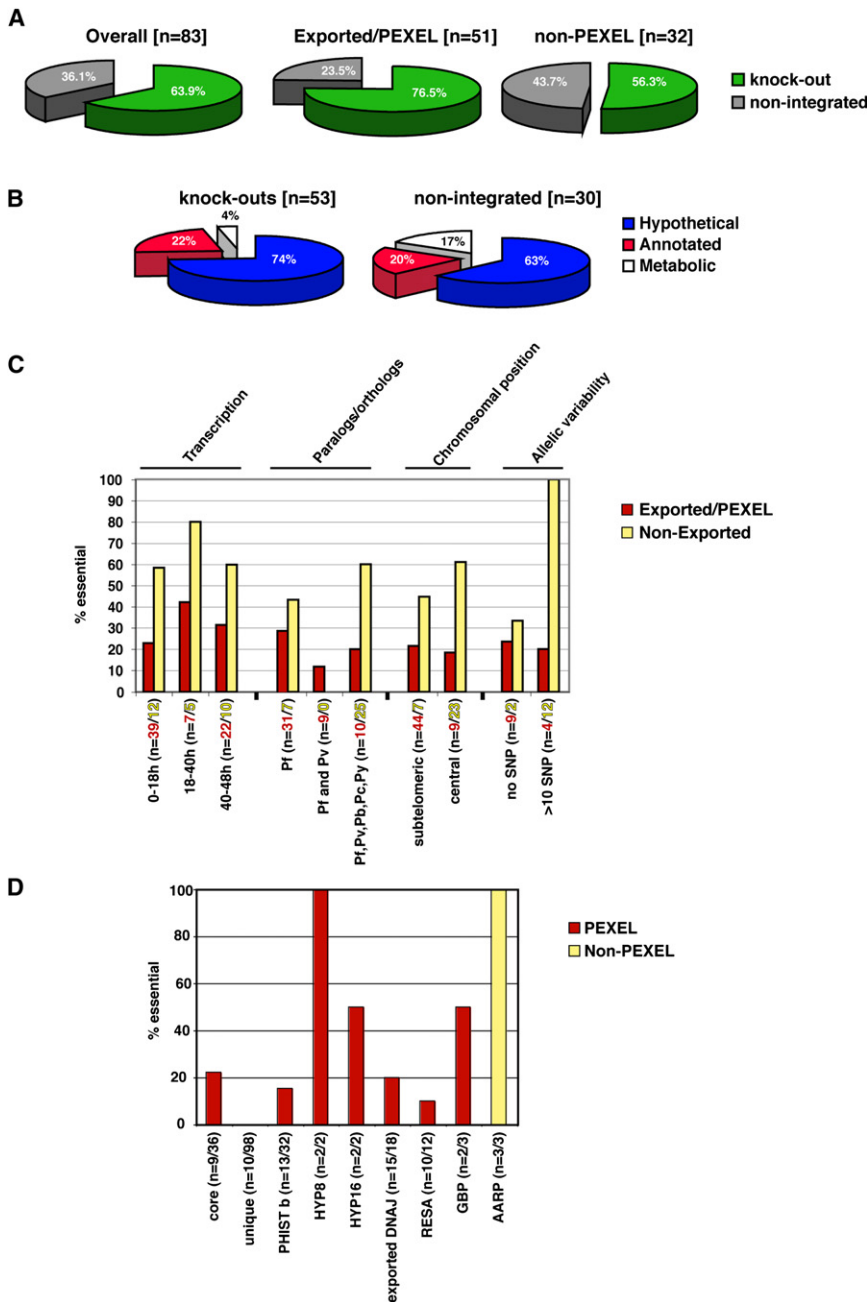 A
Overall [n=83]
Exported/PEXEL [n=51]
non-PEXEL [n=32]
36.1%
63.9%
23.5%
76.5%
43.7%
56.3%
knock-out
non-integrated
B
knock-outs [n=53]
non-integrated [n=30]
4%
22%
74%
17%
20%
63%
Hypothetical
Annotated
Metabolic
C
Transcription
Paralogs/orthologs
Chromosomal position
Allelic variability
% essential
100
90
80
70
60
50
40
30
20
10
0
Exported/PEXEL
Non-Exported
0-18h (n=39/12)
18-40h (n=7/5)
40-48h (n=22/10)
Pf (n=31/7)
Pf and Pv (n=9/0)
Pf,Pv,Pb,Pc,Py (n=10/25)
subtelomeric (n=44/7)
central (n=9/23)
no SNP (n=9/2)
>10 SNP (n=4/12)
D
% essential
100
80
60
40
20
0
PEXEL
Non-PEXEL
core (n=9/36)
unique (n=10/98)
PHIST b (n=13/32)
HYP8 (n=2/2)
HYP16 (n=2/2)
exported DNAJ (n=15/18)
RESA (n=10/12)
GBP (n=2/3)
AARP (n=3/3)